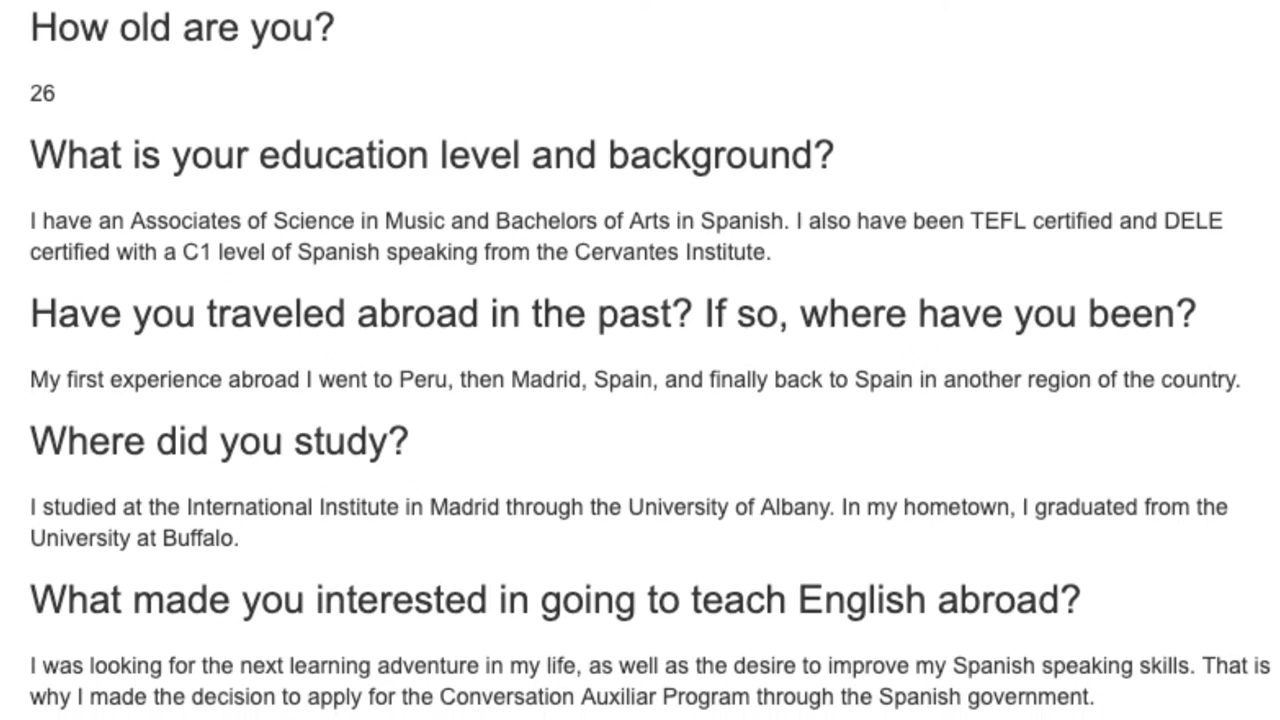 How old are you?
26
What is your education level and background?
I have an Associates of Science in Music and Bachelors of Arts in Spanish. I also have been TEFL certified and DELE
certified with a C1 level of Spanish speaking from the Cervantes Institute.
Have you traveled abroad in the past? If so, where have you been?
My first experience abroad I went to Peru, then Madrid, Spain, and finally back to Spain in another region of the country.
Where did you study?
I studied at the International Institute in Madrid through the University of Albany. In my hometown, I graduated from the
University at Buffalo.
What made you interested in going to teach English abroad?
I was looking for the next learning adventure in my life, as well as the desire to improve my Spanish speaking skills. That is
why I made the decision to apply for the Conversation Auxiliar Program through the Spanish government.